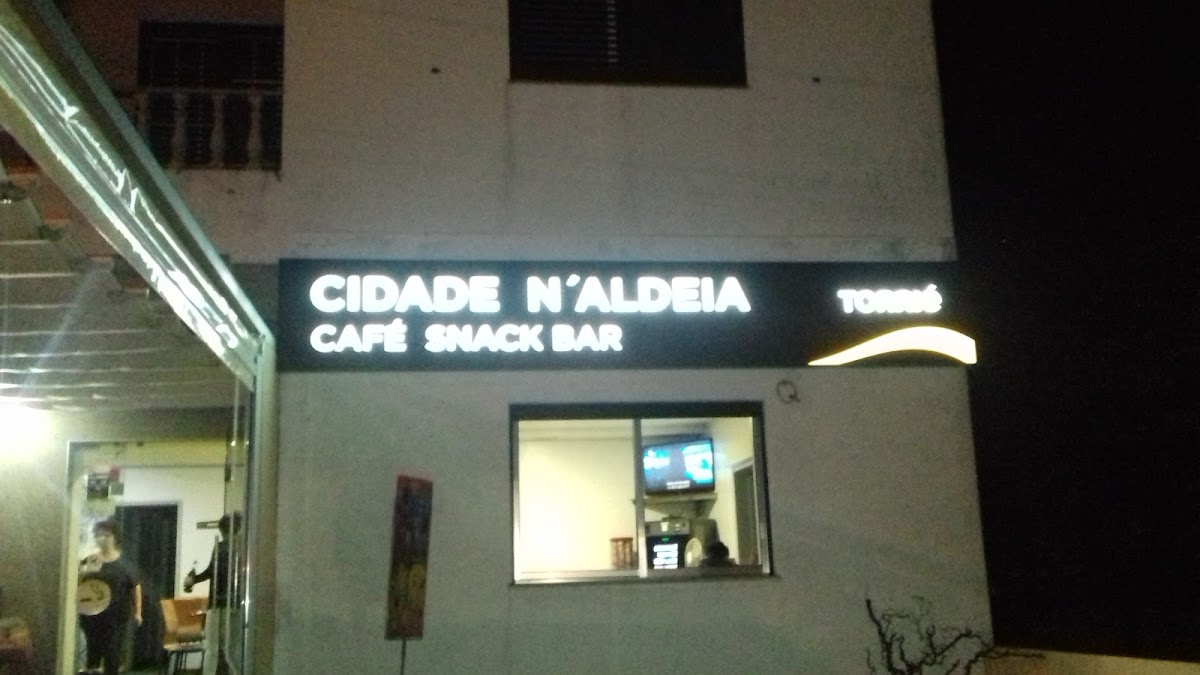 CIDADE N´ALDEIA
CAFÉ SNACK BAR
TORRIÉ